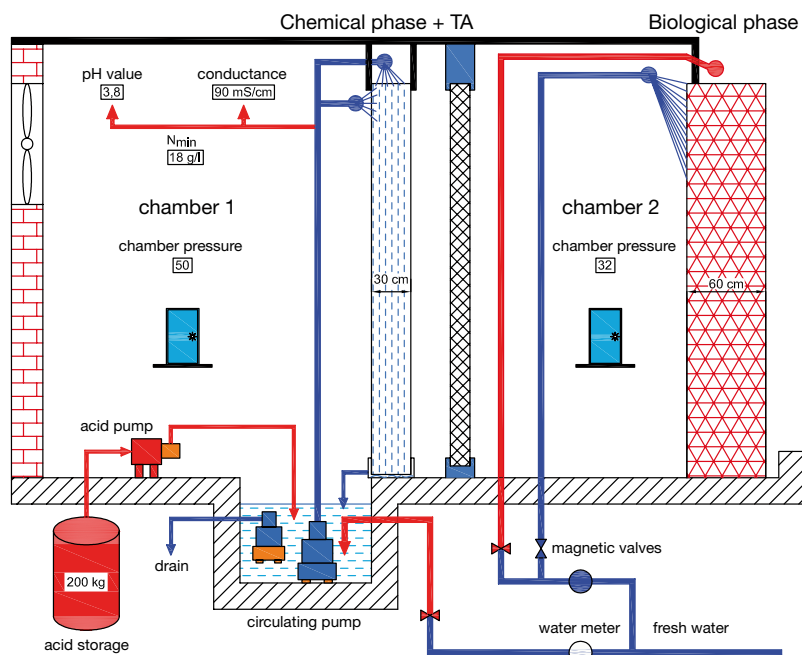 Chemical phase + TA
Biological phase
pH value
3,8
conductance
90 mS/cm
Nmin
18 g/l
chamber 1
chamber pressure
50
30 cm
chamber 2
chamber pressure
32
60 cm
acid pump
200 kg
acid storage
drain
circulating pump
magnetic valves
water meter
fresh water